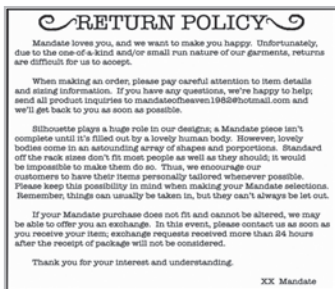 RETURN POLICY
Mandate loves you, and we want to make you happy. Unfortunately,
due to the one-of-a-kind and/or small run nature of our garments, returns
are difficult for us to accept.
When making an order, please pay careful attention to item details
and sizing information. If you have any questions, we're happy to help;
send all product inquiries to mandateofheaven1982@hotmail.com and
we'll get back to you as soon as possible.
Silhouette plays a huge role in our designs; a Mandate piece isn't
complete until it's filled out by a lovely human body. However, lovely
bodies come in an astounding array of shapes and porportions. Standard
off the rack sizes don't fit most people as well as they should; it would
be impossible to make them do so. Thus, we encourage our
customers to have their items personally tailored whenever possible.
Please keep this possibility in mind when making your Mandate selections.
Remember, things can usually be taken in, but they can't always be let out.
If your Mandate purchase does not fit and cannot be altered, we may
be able to offer you an exchange. In this event, please contact us as soon as
you receive your item; exchange requests received more than 24 hours
after the receipt of package will not be considered.
Thank you for your interest and understanding.
XX Mandate